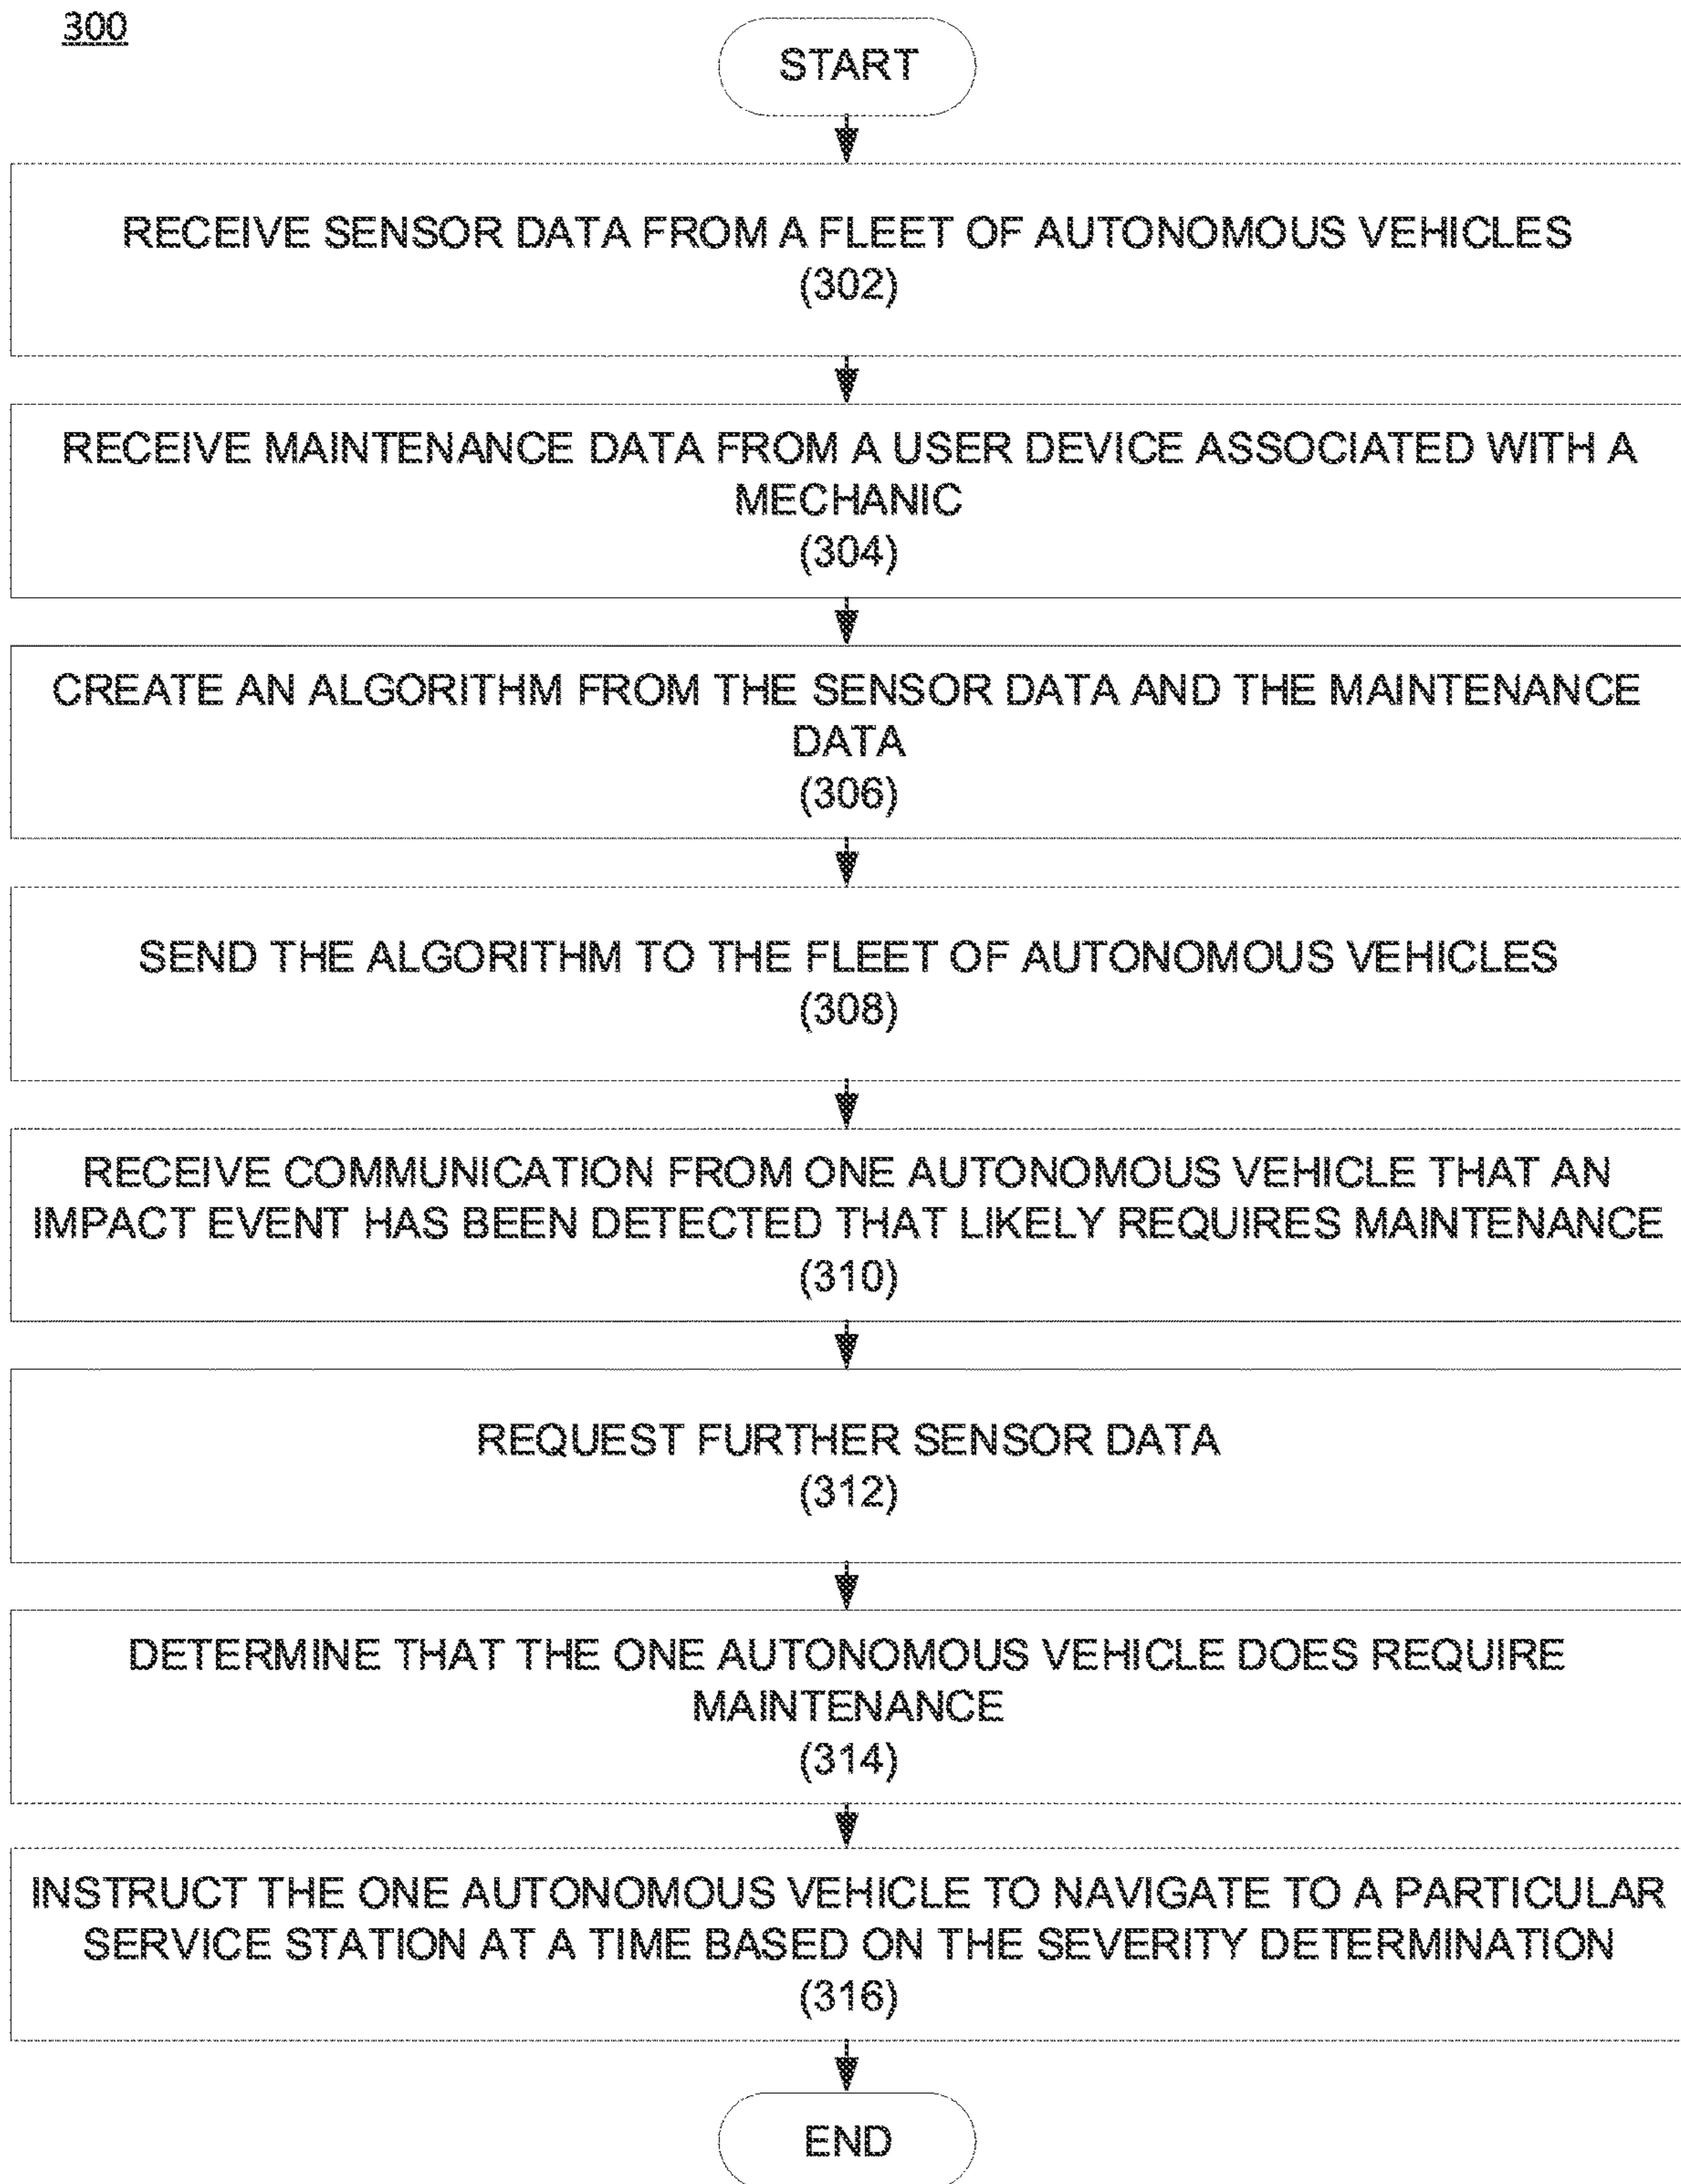 300
START
RECEIVE SENSOR DATA FROM A FLEET OF AUTONOMOUS VEHICLES
(302)
RECEIVE MAINTENANCE DATA FROM A USER DEVICE ASSOCIATED WITH A
MECHANIC
(304)
CREATE AN ALGORITHM FROM THE SENSOR DATA AND THE MAINTENANCE
DATA
(306)
SEND THE ALGORITHM TO THE FLEET OF AUTONOMOUS VEHICLES
(308)
RECEIVE COMMUNICATION FROM ONE AUTONOMOUS VEHICLE THAT AN
IMPACT EVENT HAS BEEN DETECTED THAT LIKELY REQUIRES MAINTENANCE
(310)
REQUEST FURTHER SENSOR DATA
(312)
DETERMINE THAT THE ONE AUTONOMOUS VEHICLE DOES REQUIRE
MAINTENANCE
(314)
INSTRUCT THE ONE AUTONOMOUS VEHICLE TO NAVIGATE TO A PARTICULAR
SERVICE STATION AT A TIME BASED ON THE SEVERITY DETERMINATION
(316)
END